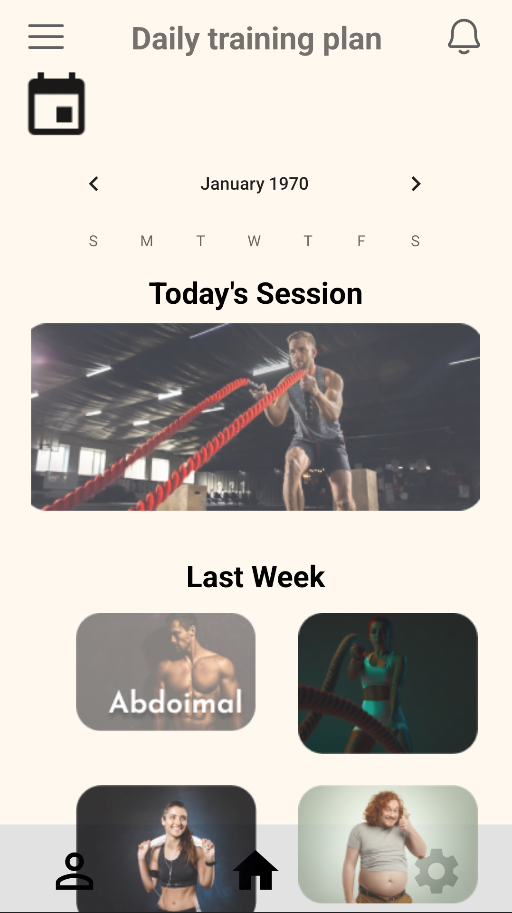 Daily training plan
January 1970
S M T W T F S
Today's Session
Last Week
Abdoimal